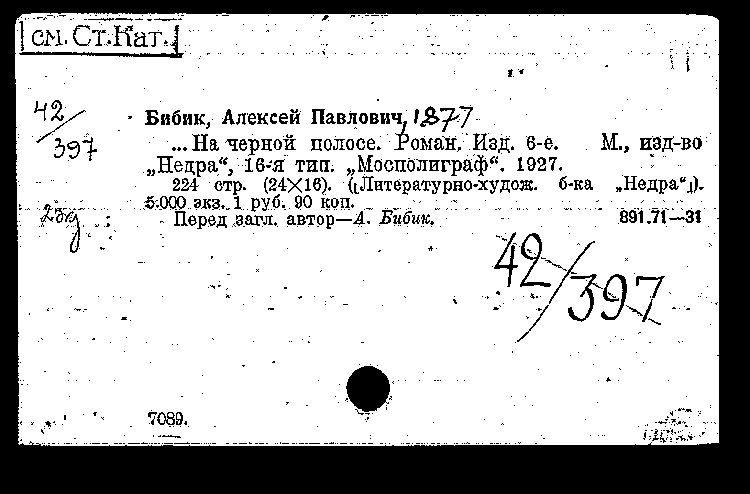 см. Ст. Кат.
42/397
Бибик, Алексей Павлович, 1877
...На черной полосе. Роман. Изд. 6-е. М., изд-во
„Недра“, 16-я тип. „Мосполиграф“. 1927.
224 стр. (24×16). („Литературно-худож. б-ка „Недра“).
5.000 экз. 1 руб. 90 коп.
Перед загл. автор—А. Бибик. 891.71—31
2 экз
42/397
7089.